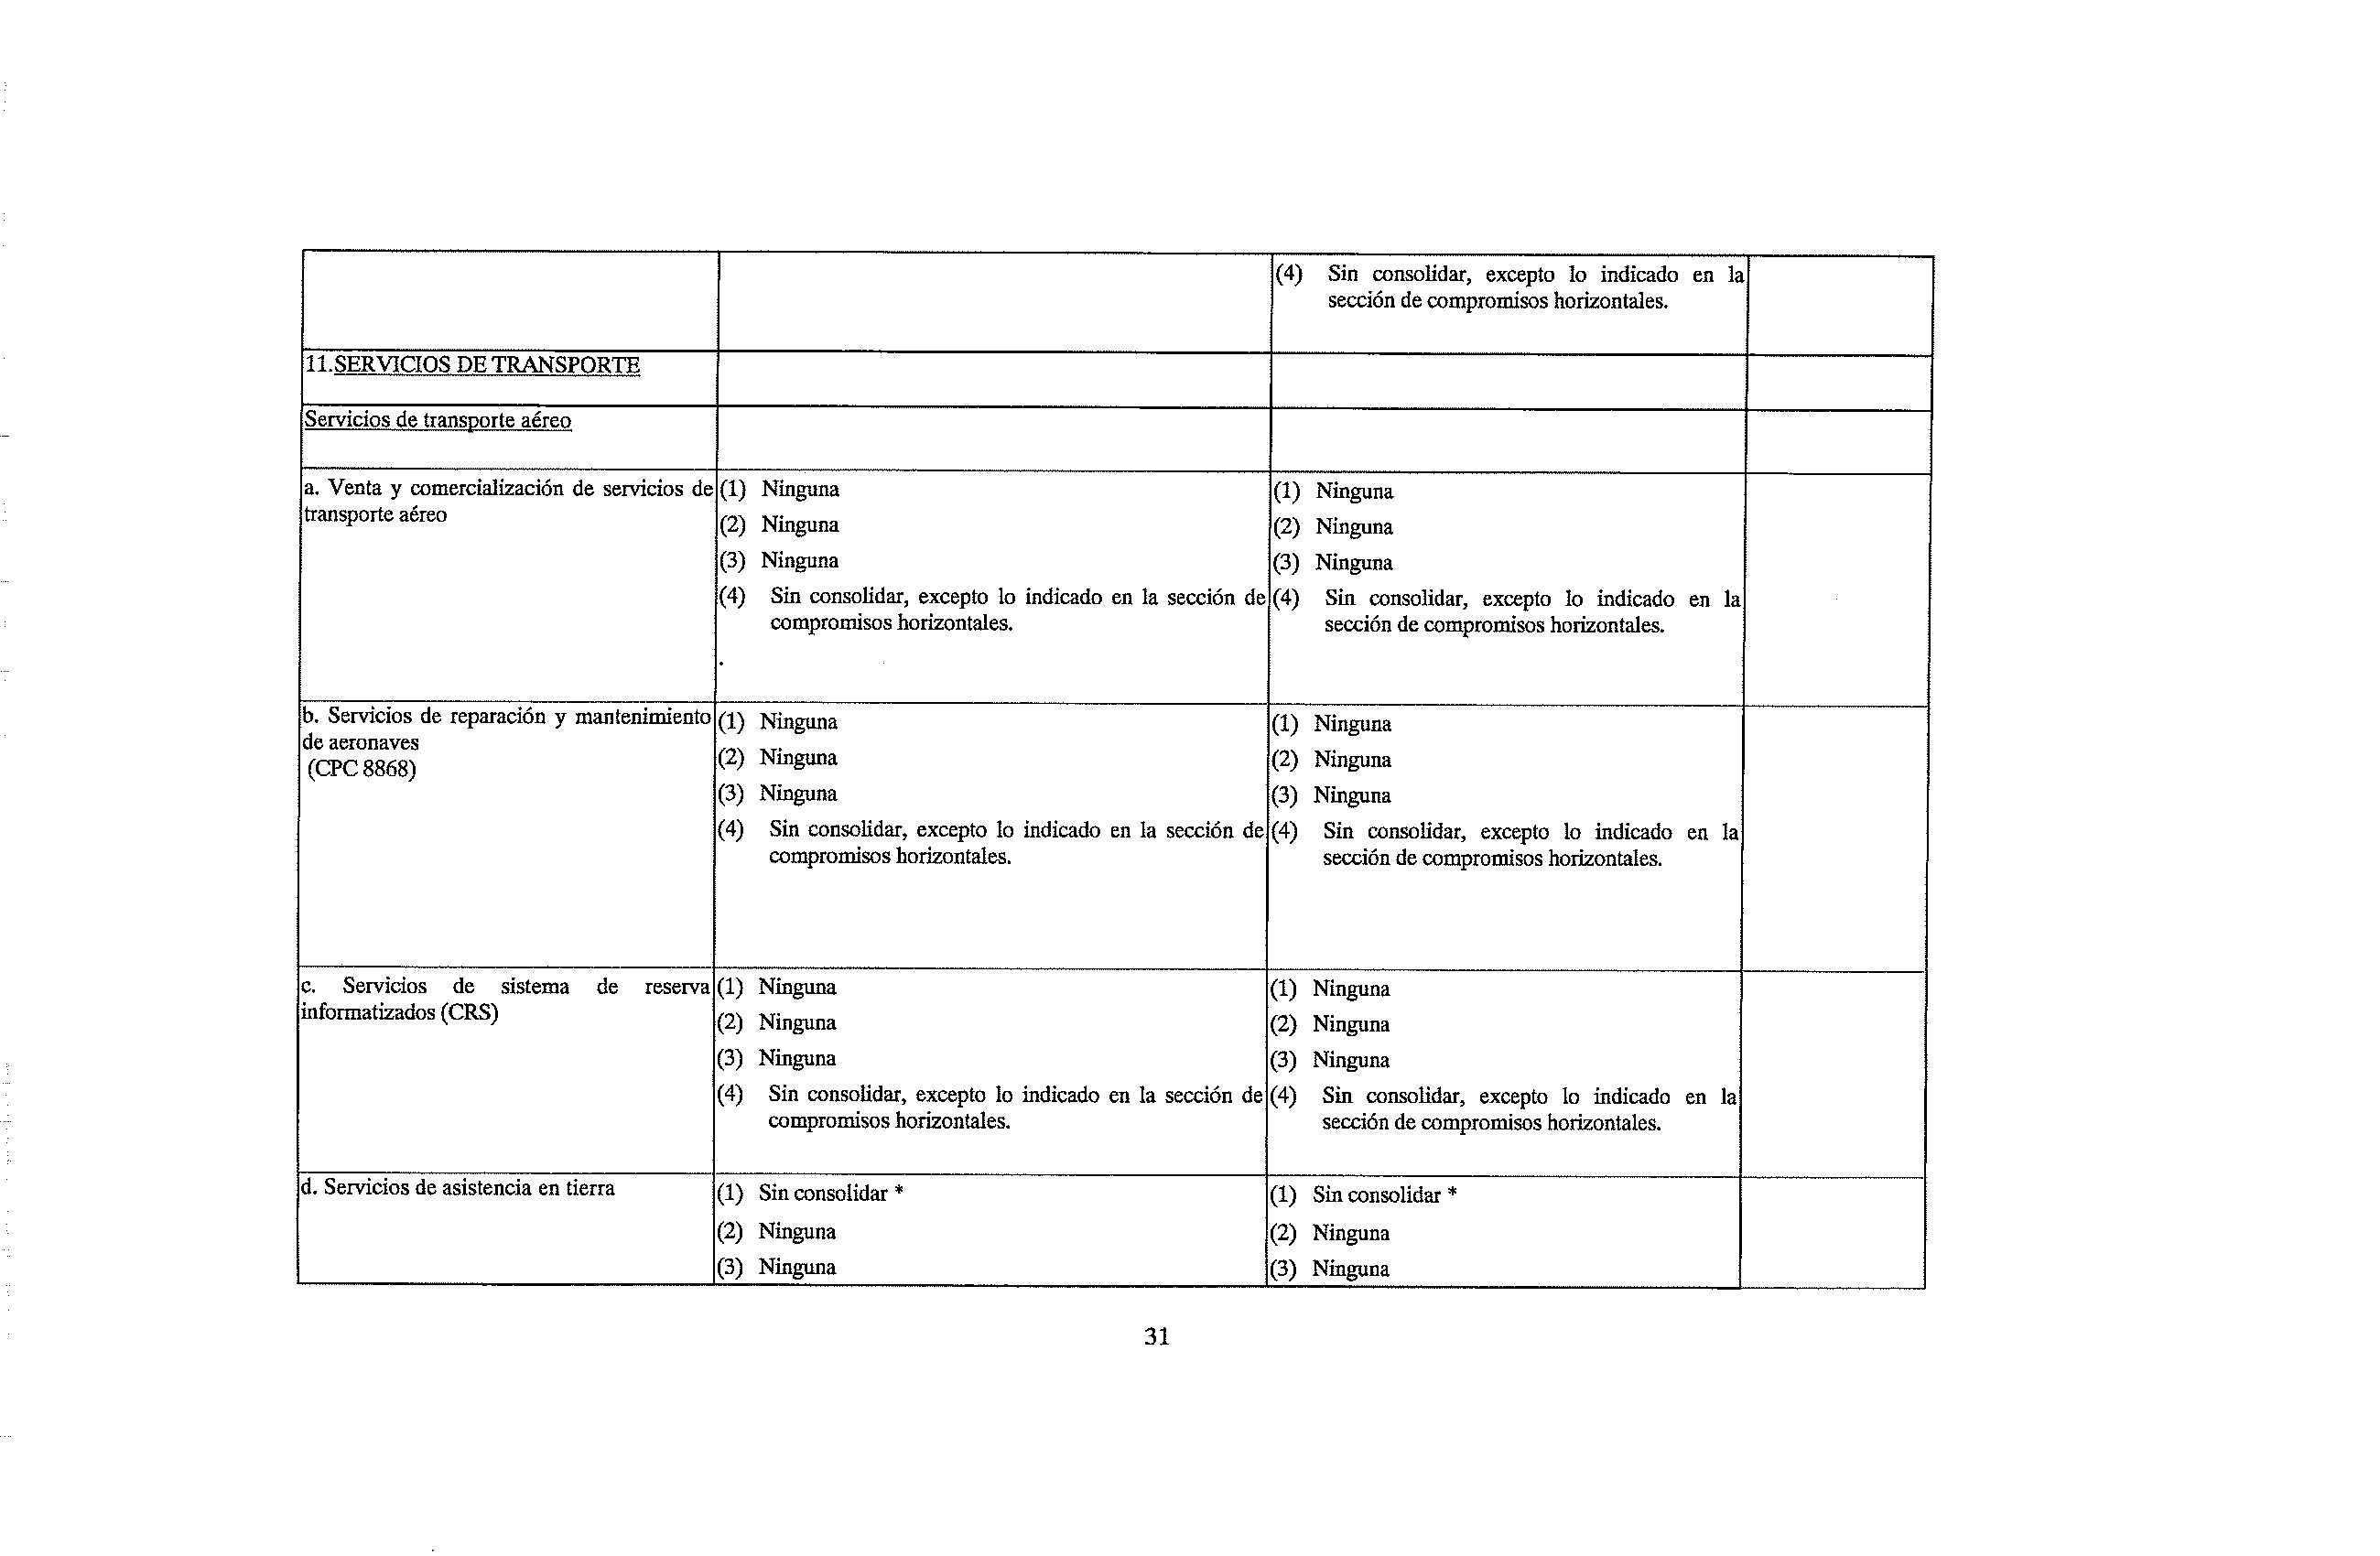 (4) Sin consolidar, excepto lo indicado en la
sección de compromisos horizontales.
11.SERVICIOS DE TRANSPORTE
Servicios de transporte aéreo
a. Venta y comercialización de servicios de
transporte aéreo
(1) Ninguna
(2) Ninguna
(3) Ninguna
(4) Sin consolidar, excepto lo indicado en la sección de
compromisos horizontales.
(1) Ninguna
(2) Ninguna
(3) Ninguna
(4) Sin consolidar, excepto lo indicado en la
sección de compromisos horizontales.
b. Servicios de reparación y mantenimiento
de aeronaves
(CPC 8868)
(1) Ninguna
(2) Ninguna
(3) Ninguna
(4) Sin consolidar, excepto lo indicado en la sección de
compromisos horizontales.
(1) Ninguna
(2) Ninguna
(3) Ninguna
(4) Sin consolidar, excepto lo indicado en la
sección de compromisos horizontales.
c. Servicios de sistema de reserva
informatizados (CRS)
(1) Ninguna
(2) Ninguna
(3) Ninguna
(4) Sin consolidar, excepto lo indicado en la sección de
compromisos horizontales.
(1) Ninguna
(2) Ninguna
(3) Ninguna
(4) Sin consolidar, excepto lo indicado en la
sección de compromisos horizontales.
d. Servicios de asistencia en tierra
(1) Sin consolidar *
(2) Ninguna
(3) Ninguna
(1) Sin consolidar *
(2) Ninguna
(3) Ninguna
31